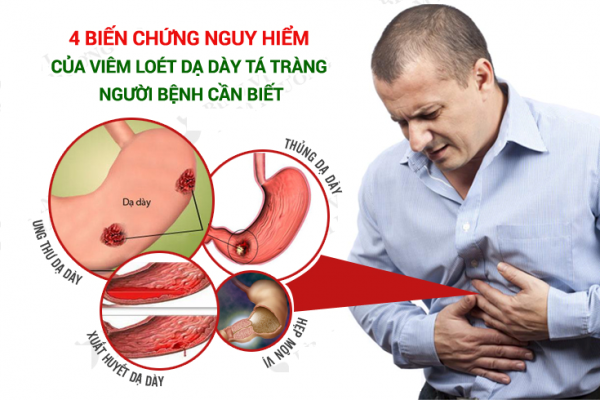 4 BIẾN CHỨNG NGUY HIỂM
CỦA VIÊM LOÉT DẠ DÀY TÁ TRÀNG
NGƯỜI BỆNH CẦN BIẾT
Dạ dày
UNG THƯ DẠ DÀY
THỦNG DẠ DÀY
XUẤT HUYẾT DẠ DÀY
HẸP MÔN VỊ